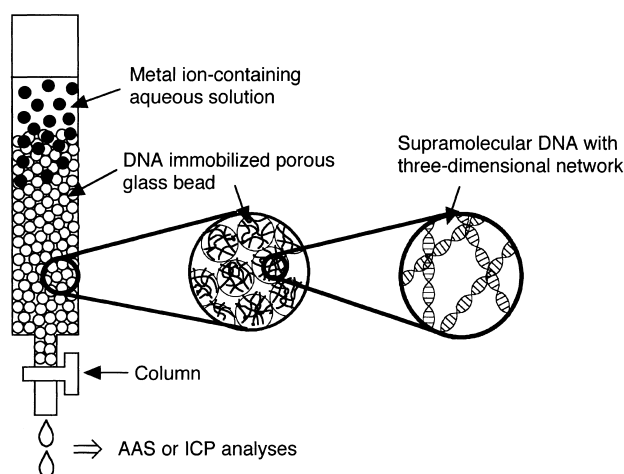 Metal ion-containing
aqueous solution
DNA immobilized porous
glass bead
Supramolecular DNA with
three-dimensional network
Column
AAS or ICP analyses